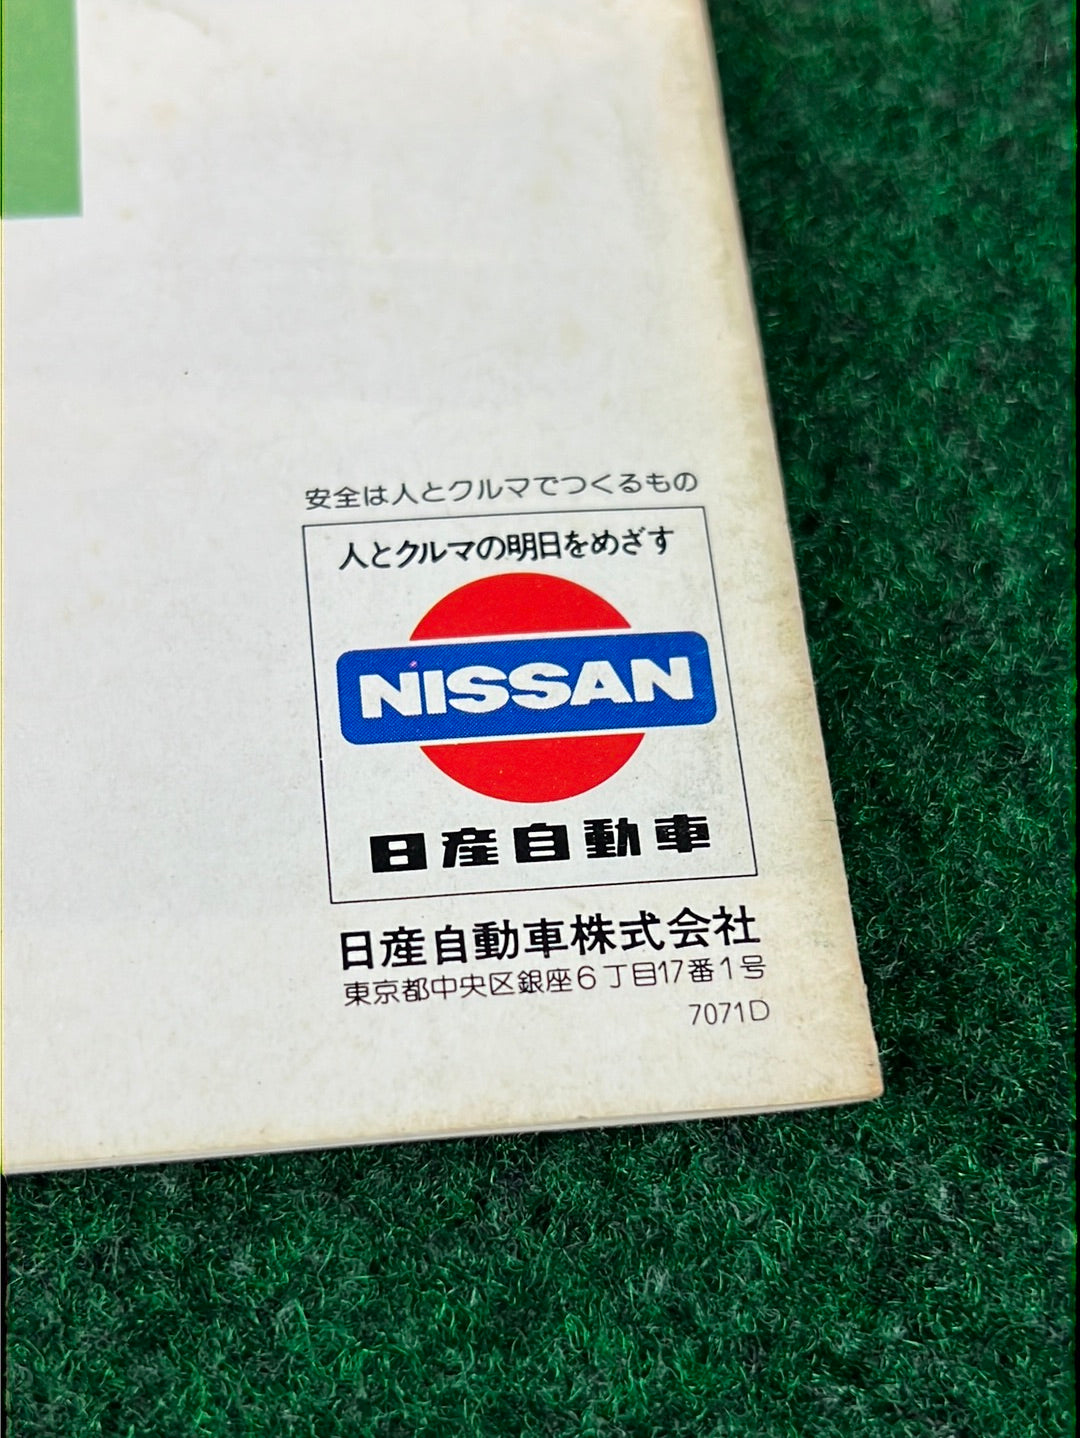 安全は人とクルマでつくるもの
人とクルマの明日をめざす
NISSAN
日産自動車
日産自動車株式会社
東京都中央区銀座6丁目17番1号
7071D